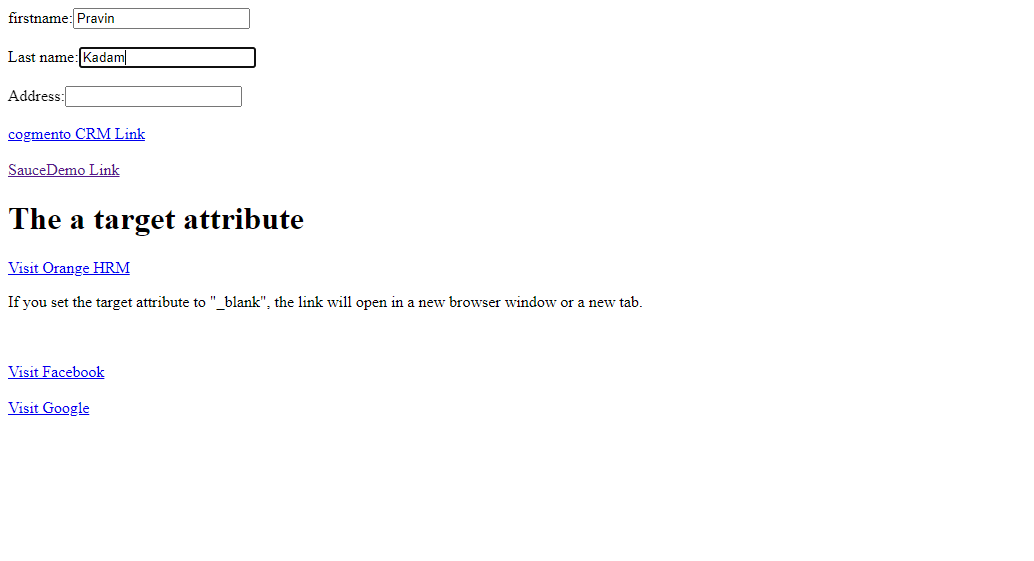 firstname: Pravin
Last name: Kadam
Address:
cogmento CRM Link
SauceDemo Link
The a target attribute
Visit Orange HRM
If you set the target attribute to "_blank", the link will open in a new browser window or a new tab.
Visit Facebook
Visit Google